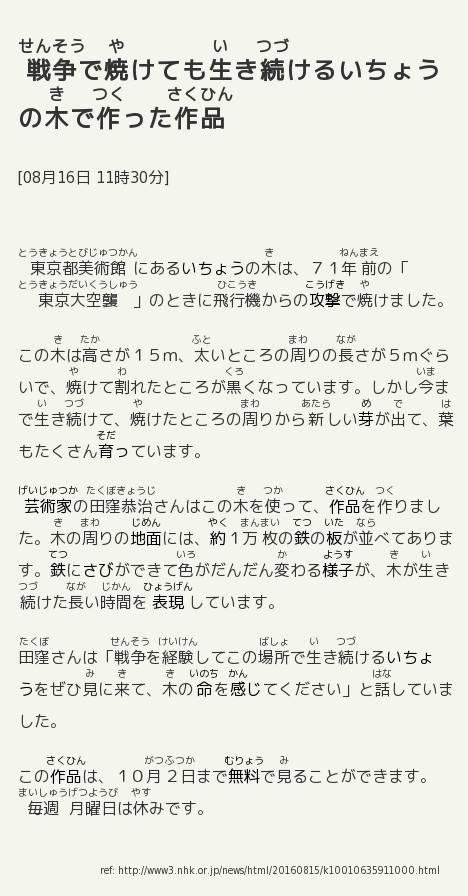 せんそう や い つづ
戦争で焼けても生き続けるいちょう
き つく さくひん
の木で作った作品
[08月16日 11時30分]
とうきょうとびじゅつかん き ねんまえ
東京都美術館にあるいちょうの木は、７１年前の「
とうきょうだいくうしゅう ひこうき こうげき や
東京大空襲」のときに飛行機からの攻撃で焼けました。
き たか ふと まわ なが
この木は高さが１５ｍ、太いところの周りの長さが５ｍぐら
や わ くろ いま
いで、焼けて割れたところが黒くなっています。しかし今ま
い つづ や まわ あたら め で は
で生き続けて、焼けたところの周りから新しい芽が出て、葉
そだ
もたくさん育っています。
げいじゅつか たくぼきょうじ き つか さくひん つく
芸術家の田窪恭治さんはこの木を使って、作品を作りまし
き まわ じめん やく まんまい てつ いた なら
た。木の周りの地面には、約１万枚の鉄の板が並べてありま
てつ いろ か ようす き い
す。鉄にさびができて色がだんだん変わる様子が、木が生き
つづ なが じかん ひょうげん
続けた長い時間を表現しています。
たくぼ せんそう けいけん ばしょ い つづ
田窪さんは「戦争を経験してこの場所で生き続けるいちょ
み き き いのち かん はな
うをぜひ見に来て、木の命を感じてください」と話していま
した。
さくひん がつふつか むりょう み
この作品は、１０月２日まで無料で見ることができます。
まいしゅうげつようび やす
毎週月曜日は休みです。
ref: http://www3.nhk.or.jp/news/html/20160815/k10010635911000.html